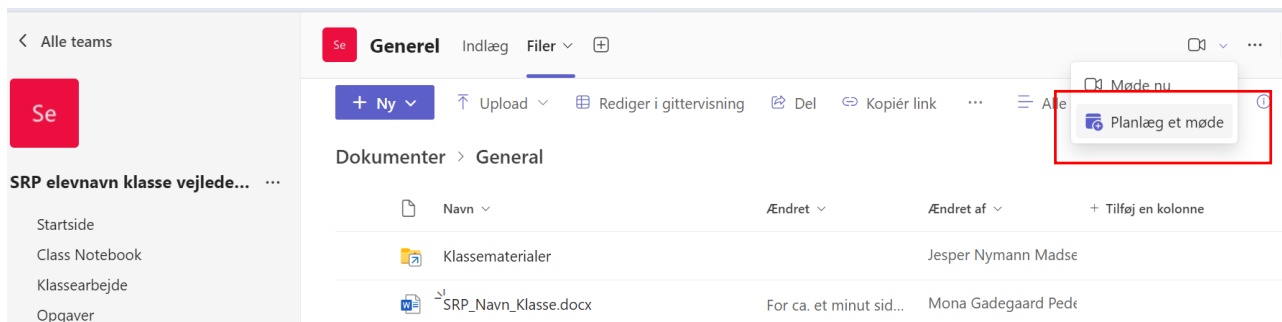 Alle teams
Se Generel Indlæg Filer
Møde nu
+ Ny Upload Rediger i gittervisning Del Kopiér link ... Alle
Planlæg et møde
Se
Dokumenter > General
SRP elevnavn klasse vejlede... ...
Navn Ændret Ændret af + Tilføj en kolonne
Startside
Class Notebook
Klassematerialer Jesper Nymann Madse
Klassearbejde
SRP_Navn_Klasse.docx For ca. et minut sid... Mona Gadegaard Pede
Opgaver